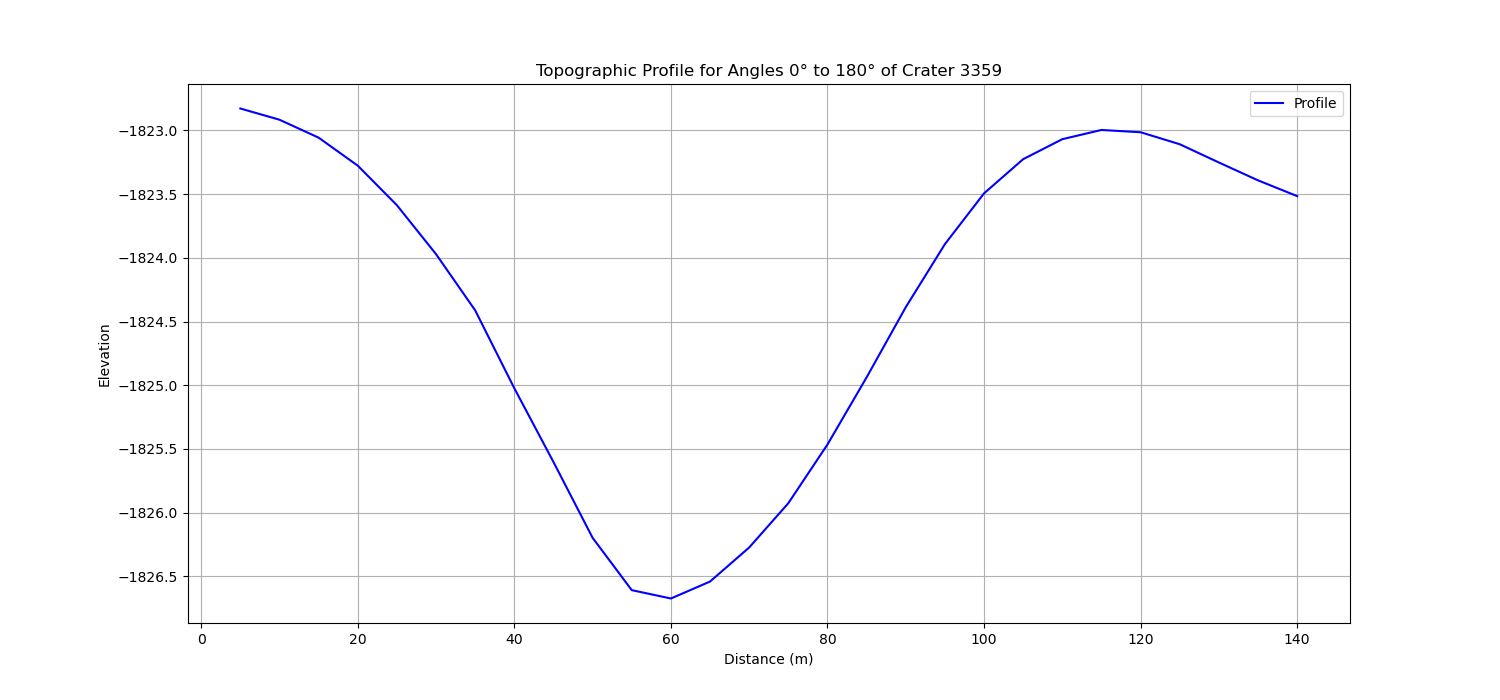 Topographic Profile for Angles 0° to 180° of Crater 3359
Profile
−1823.0
−1823.5
−1824.0
−1824.5
−1825.0
−1825.5
−1826.0
−1826.5
Elevation
0 20 40 60 80 100 120 140
Distance (m)